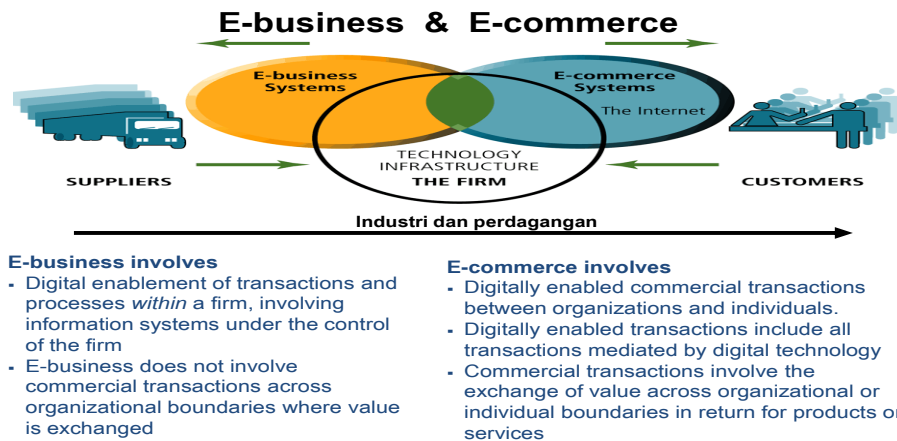 E-business & E-commerce
E-business
Systems
E-commerce
Systems
The Internet
TECHNOLOGY
INFRASTRUCTURE
THE FIRM
SUPPLIERS
CUSTOMERS
Industri dan perdagangan
E-business involves
▪ Digital enablement of transactions and
processes within a firm, involving
information systems under the control
of the firm
▪ E-business does not involve
commercial transactions across
organizational boundaries where value
is exchanged
E-commerce involves
▪ Digitally enabled commercial transactions
between organizations and individuals.
▪ Digitally enabled transactions include all
transactions mediated by digital technology
▪ Commercial transactions involve the
exchange of value across organizational or
individual boundaries in return for products or
services